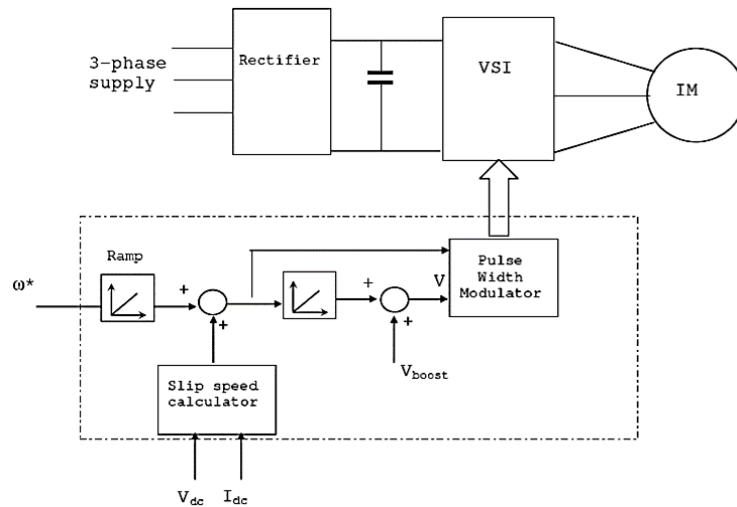 3-phase
supply
Rectifier
VSI
IM
Ramp
ω*
+
+
+
+
V
Pulse
Width
Modulator
Vboost
Slip speed
calculator
Vdc
Idc